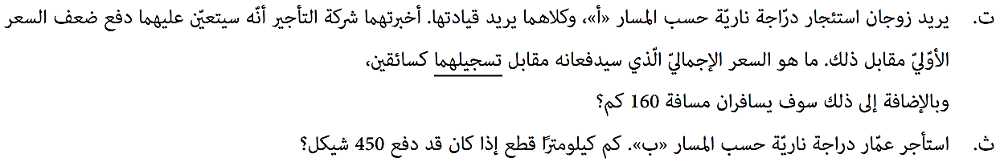 ت. يريد زوجان استئجار درّاجة ناريّة حسب المسار «أ»، وكلاهما يريد قيادتها. أخبرتهما شركة التأجير أنّه سيتعيّن عليهما دفع ضعف السعر
الأوّليّ مقابل ذلك. ما هو السعر الإجماليّ الّذي سيدفعانه مقابل تسجيلهما كسائقين،
وبالإضافة إلى ذلك سوف يسافران مسافة 160 كم؟
ث. استأجر عمّار دراجة ناريّة حسب المسار «ب». كم كيلومترًا قطع إذا كان قد دفع 450 شيكل؟